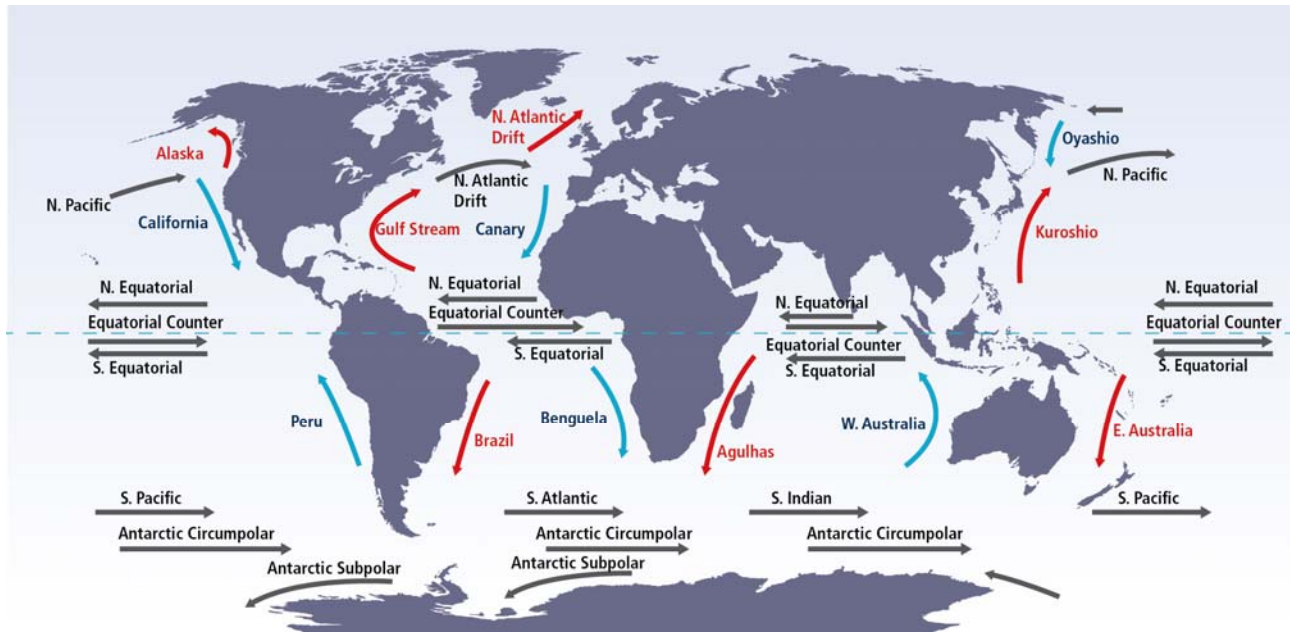 N. Atlantic
Drift
Alaska
Oyashio
N. Pacific
N. Atlantic
Drift
N. Pacific
California
Gulf Stream
Canary
Kuroshio
N. Equatorial
Equatorial Counter
S. Equatorial
N. Equatorial
Equatorial Counter
S. Equatorial
N. Equatorial
Equatorial Counter
S. Equatorial
N. Equatorial
Equatorial Counter
S. Equatorial
Peru
Brazil
Benguela
Agulhas
W. Australia
E. Australia
S. Pacific
S. Atlantic
S. Indian
S. Pacific
Antarctic Circumpolar
Antarctic Circumpolar
Antarctic Circumpolar
Antarctic Subpolar
Antarctic Subpolar